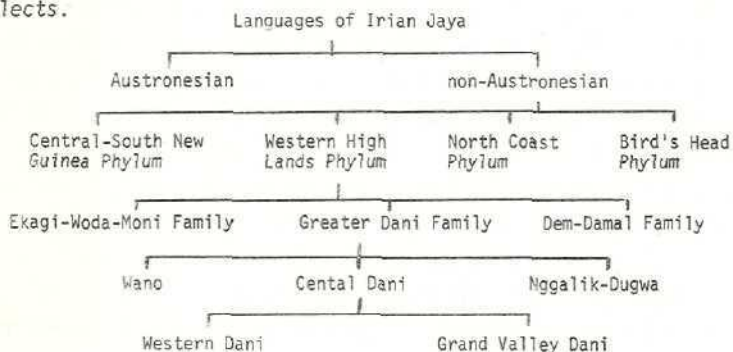 lects.
Languages of Irian Jaya
Austronesian non-Austronesian
Central-South New Western High North Coast Bird's Head
Guinea Phylum Lands Phylum Phylum Phylum
Ekagi-Woda-Moni Family Greater Dani Family Dem-Damal Family
Wano Cental Dani Nggalik-Dugwa
Western Dani Grand Valley Dani